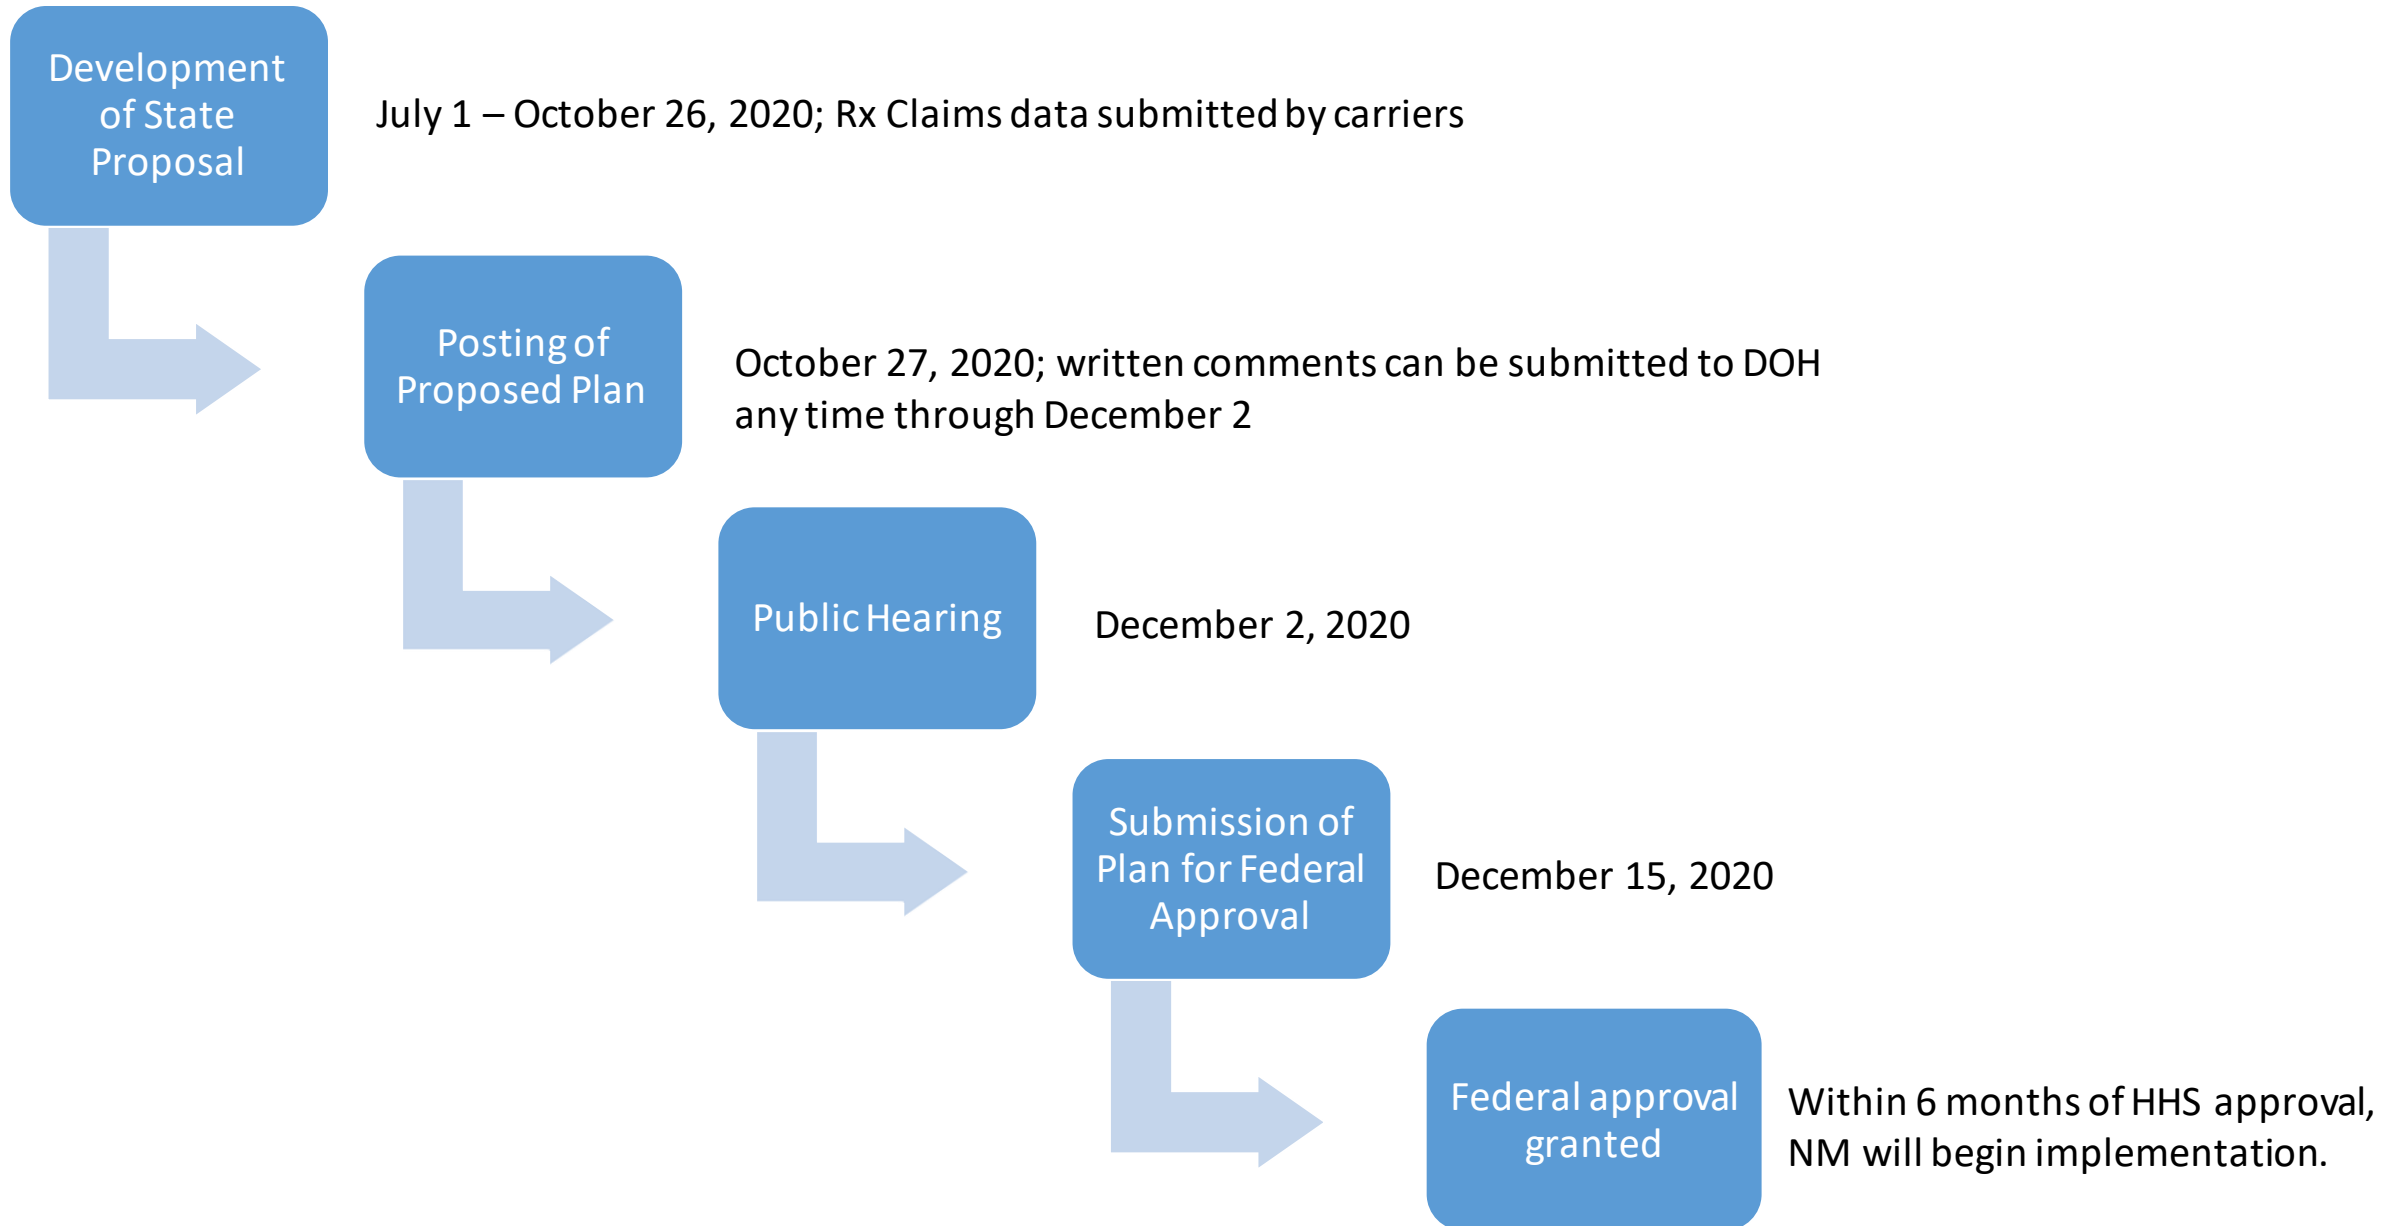 Development
of State
Proposal
July 1 – October 26, 2020; Rx Claims data submitted by carriers
Posting of
Proposed Plan
October 27, 2020; written comments can be submitted to DOH
any time through December 2
Public Hearing
December 2, 2020
Submission of
Plan for Federal
Approval
December 15, 2020
Federal approval
granted
Within 6 months of HHS approval,
NM will begin implementation.